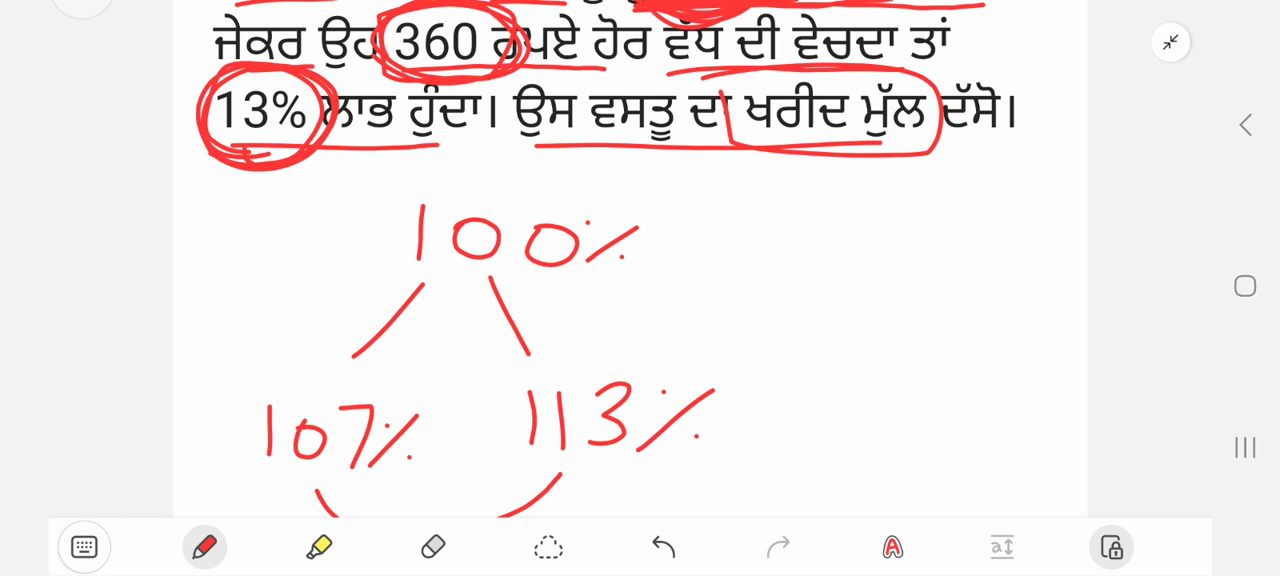 ਜੇਕਰ ਉਹ 360 ਰੁਪਏ ਹੋਰ ਵੱਧ ਦੀ ਵੇਚਦਾ ਤਾਂ
13% ਲਾਭ ਹੁੰਦਾ। ਉਸ ਵਸਤੂ ਦਾ ਖਰੀਦ ਮੁੱਲ ਦੱਸੋ।
100%
107% 113%